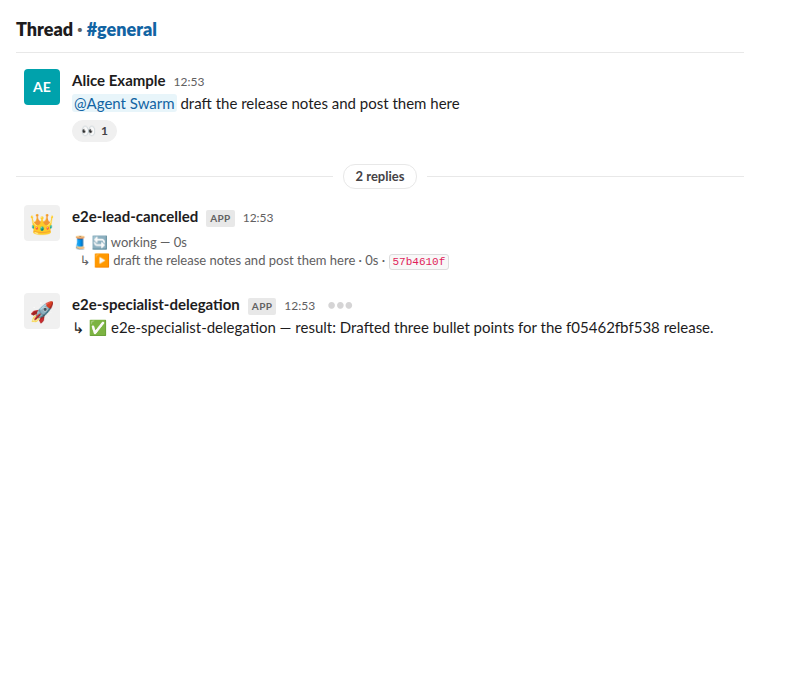 Thread • #general
AE
Alice Example 12:53
@Agent Swarm draft the release notes and post them here
👀 1
2 replies
e2e-lead-cancelled APP 12:53
🧵 🔄 working — 0s
↳ ▶️ draft the release notes and post them here · 0s · 57b4610f
e2e-specialist-delegation APP 12:53
↳ ✅ e2e-specialist-delegation — result: Drafted three bullet points for the f05462fbf538 release.